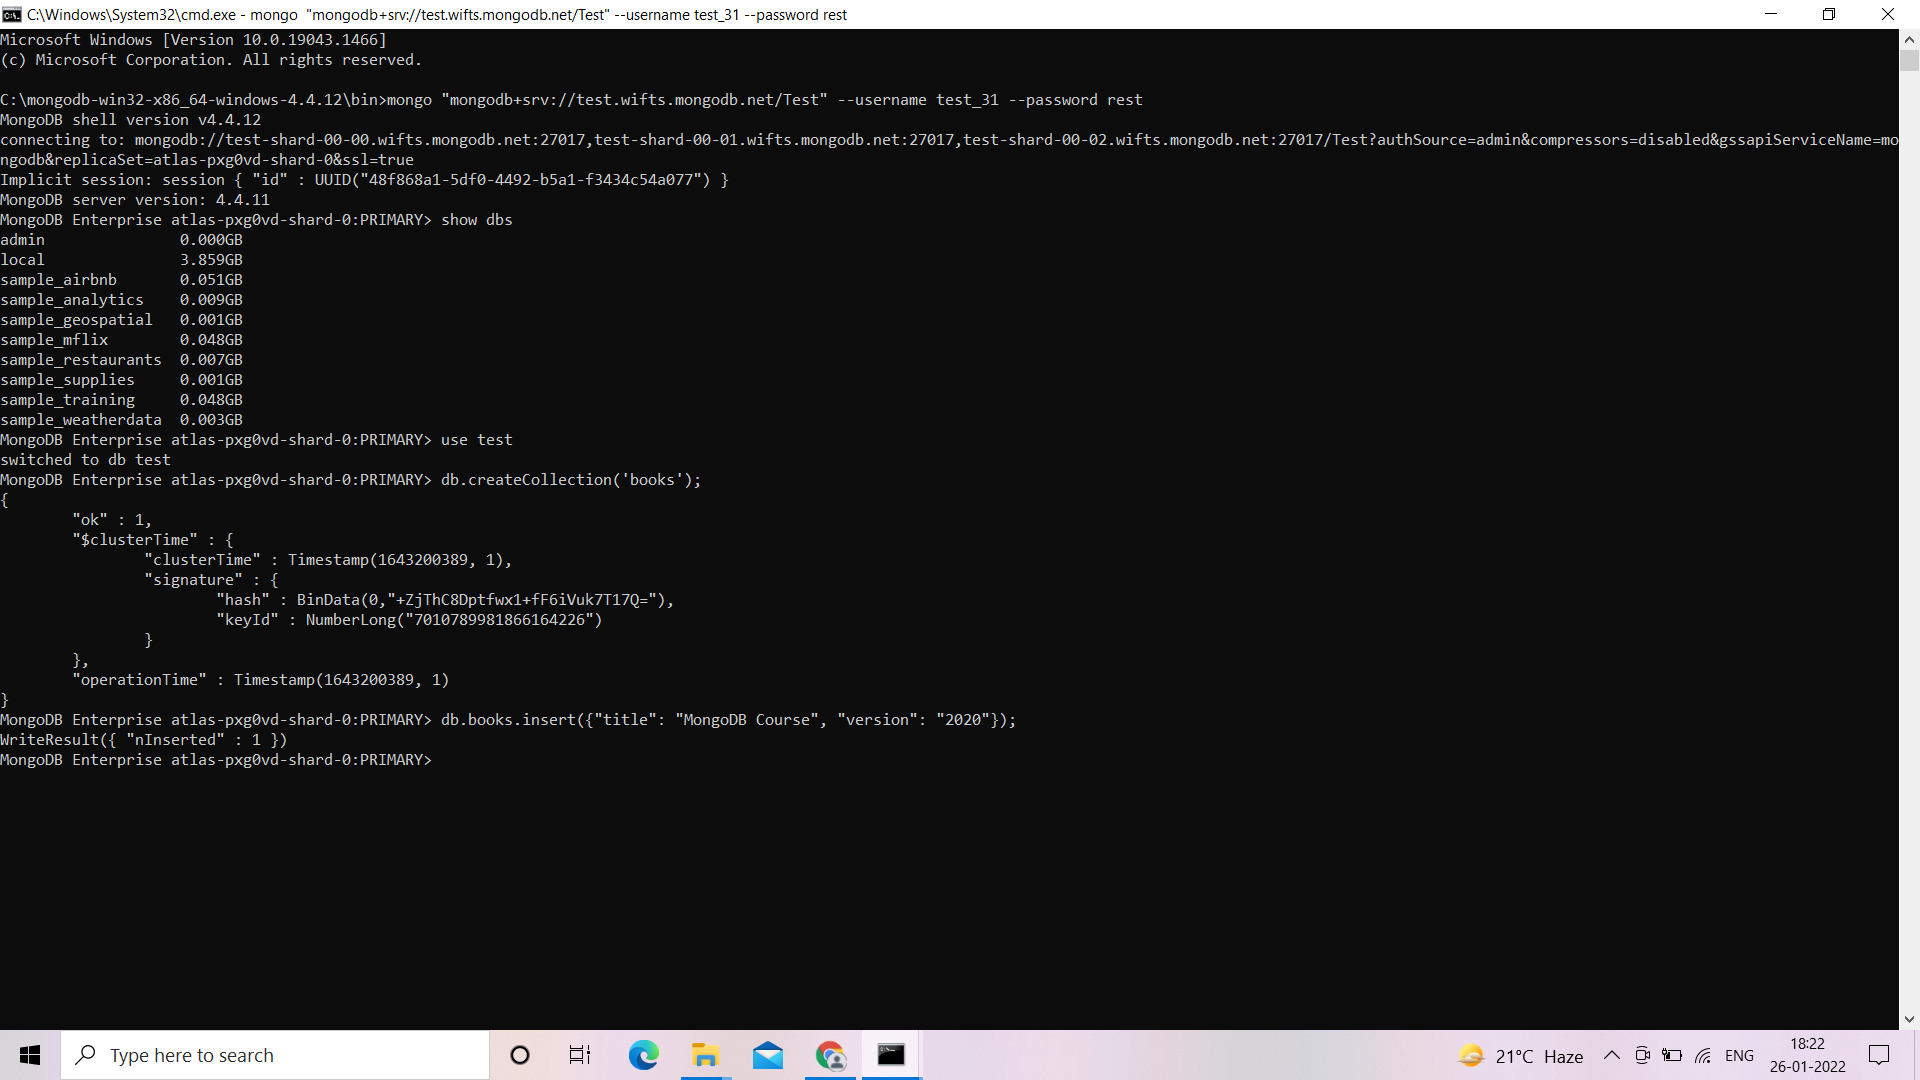 C:\Windows\System32\cmd.exe - mongo "mongodb+srv://test.wifts.mongodb.net/Test" --username test_31 --password rest
Microsoft Windows [Version 10.0.19043.1466]
(c) Microsoft Corporation. All rights reserved.
C:\mongodb-win32-x86_64-windows-4.4.12\bin>mongo "mongodb+srv://test.wifts.mongodb.net/Test" --username test_31 --password rest
MongoDB shell version v4.4.12
connecting to: mongodb://test-shard-00-00.wifts.mongodb.net:27017,test-shard-00-01.wifts.mongodb.net:27017,test-shard-00-02.wifts.mongodb.net:27017/Test?authSource=admin&compressors=disabled&gssapiServiceName=mo
ngodb&replicaSet=atlas-pxg0vd-shard-0&ssl=true
Implicit session: session { "id" : UUID("48f868a1-5df0-4492-b5a1-f3434c54a077") }
MongoDB server version: 4.4.11
MongoDB Enterprise atlas-pxg0vd-shard-0:PRIMARY> show dbs
admin 0.000GB
local 3.859GB
sample_airbnb 0.051GB
sample_analytics 0.009GB
sample_geospatial 0.001GB
sample_mflix 0.048GB
sample_restaurants 0.007GB
sample_supplies 0.001GB
sample_training 0.048GB
sample_weatherdata 0.003GB
MongoDB Enterprise atlas-pxg0vd-shard-0:PRIMARY> use test
switched to db test
MongoDB Enterprise atlas-pxg0vd-shard-0:PRIMARY> db.createCollection('books');
{
"ok" : 1,
"$clusterTime" : {
"clusterTime" : Timestamp(1643200389, 1),
"signature" : {
"hash" : BinData(0,"+ZjThC8Dptfwx1+fF6iVuk7T17Q="),
"keyId" : NumberLong("7010789981866164226")
}
},
"operationTime" : Timestamp(1643200389, 1)
}
MongoDB Enterprise atlas-pxg0vd-shard-0:PRIMARY> db.books.insert({"title": "MongoDB Course", "version": "2020"});
WriteResult({ "nInserted" : 1 })
MongoDB Enterprise atlas-pxg0vd-shard-0:PRIMARY>
Type here to search
21°C Haze
ENG
18:22
26-01-2022